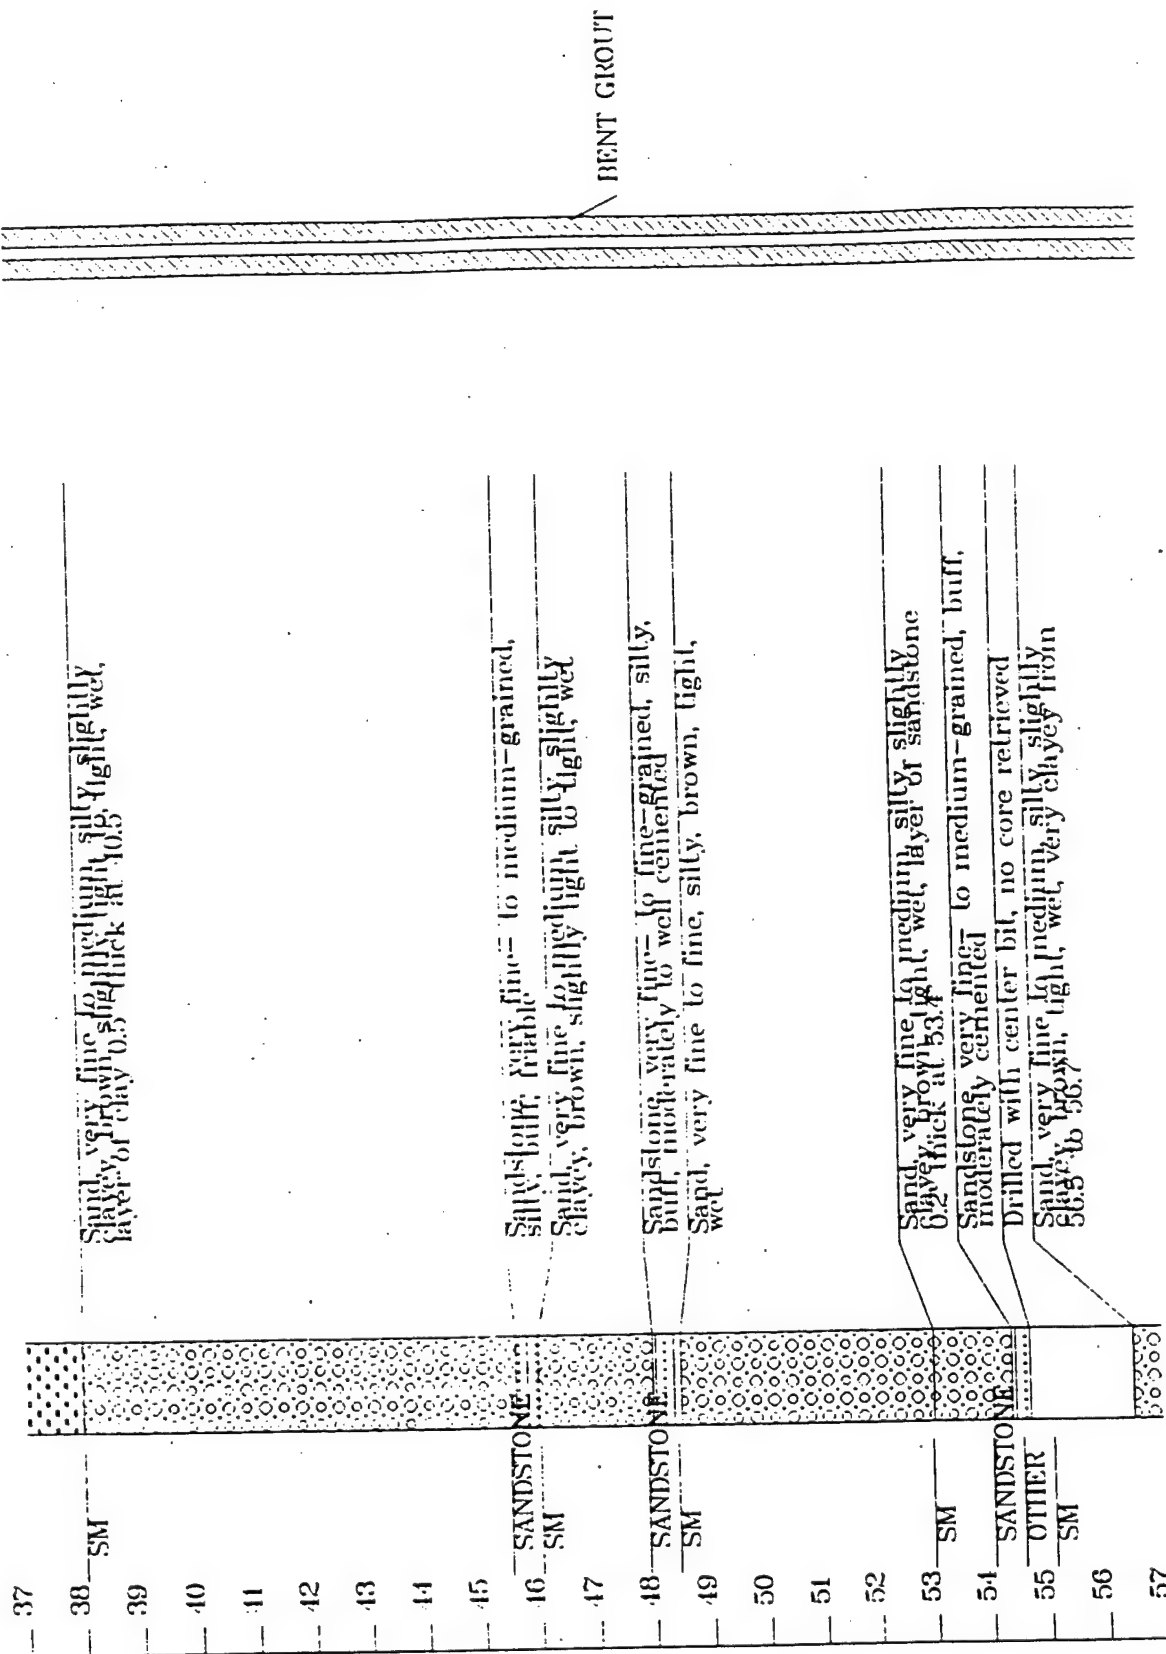 37
38
39
40
41
42
43
44
45
46
47
48
49
50
51
52
53
54
55
56
57
SM
SANDSTONE
SM
SANDSTONE
SM
SM
SANDSTONE
OTHER
SM
Sand, very fine to medium, silty, slightly
clayey, brown, slightly tight to tight, wet,
layer of clay 0.5 thick at 40.5
Sandstone, very fine- to medium-grained,
silty, buff, friable
Sand, very fine to medium, silty, slightly
clayey, brown, slightly tight to tight, wet
Sandstone, very fine- to fine-grained, silty,
buff, moderately to well cemented
Sand, very fine to fine, silty, brown, tight,
wet
Sand, very fine to medium, silty, slightly
clayey, brown, tight, wet, layer of sandstone
0.2 thick at 53.4
Sandstone, very fine- to medium-grained, buff,
moderately cemented
Drilled with center bit, no core retrieved
Sand, very fine to medium, silty, slightly
clayey, brown, tight, wet, very clayey from
56.5 to 56.7
BENT GROUT